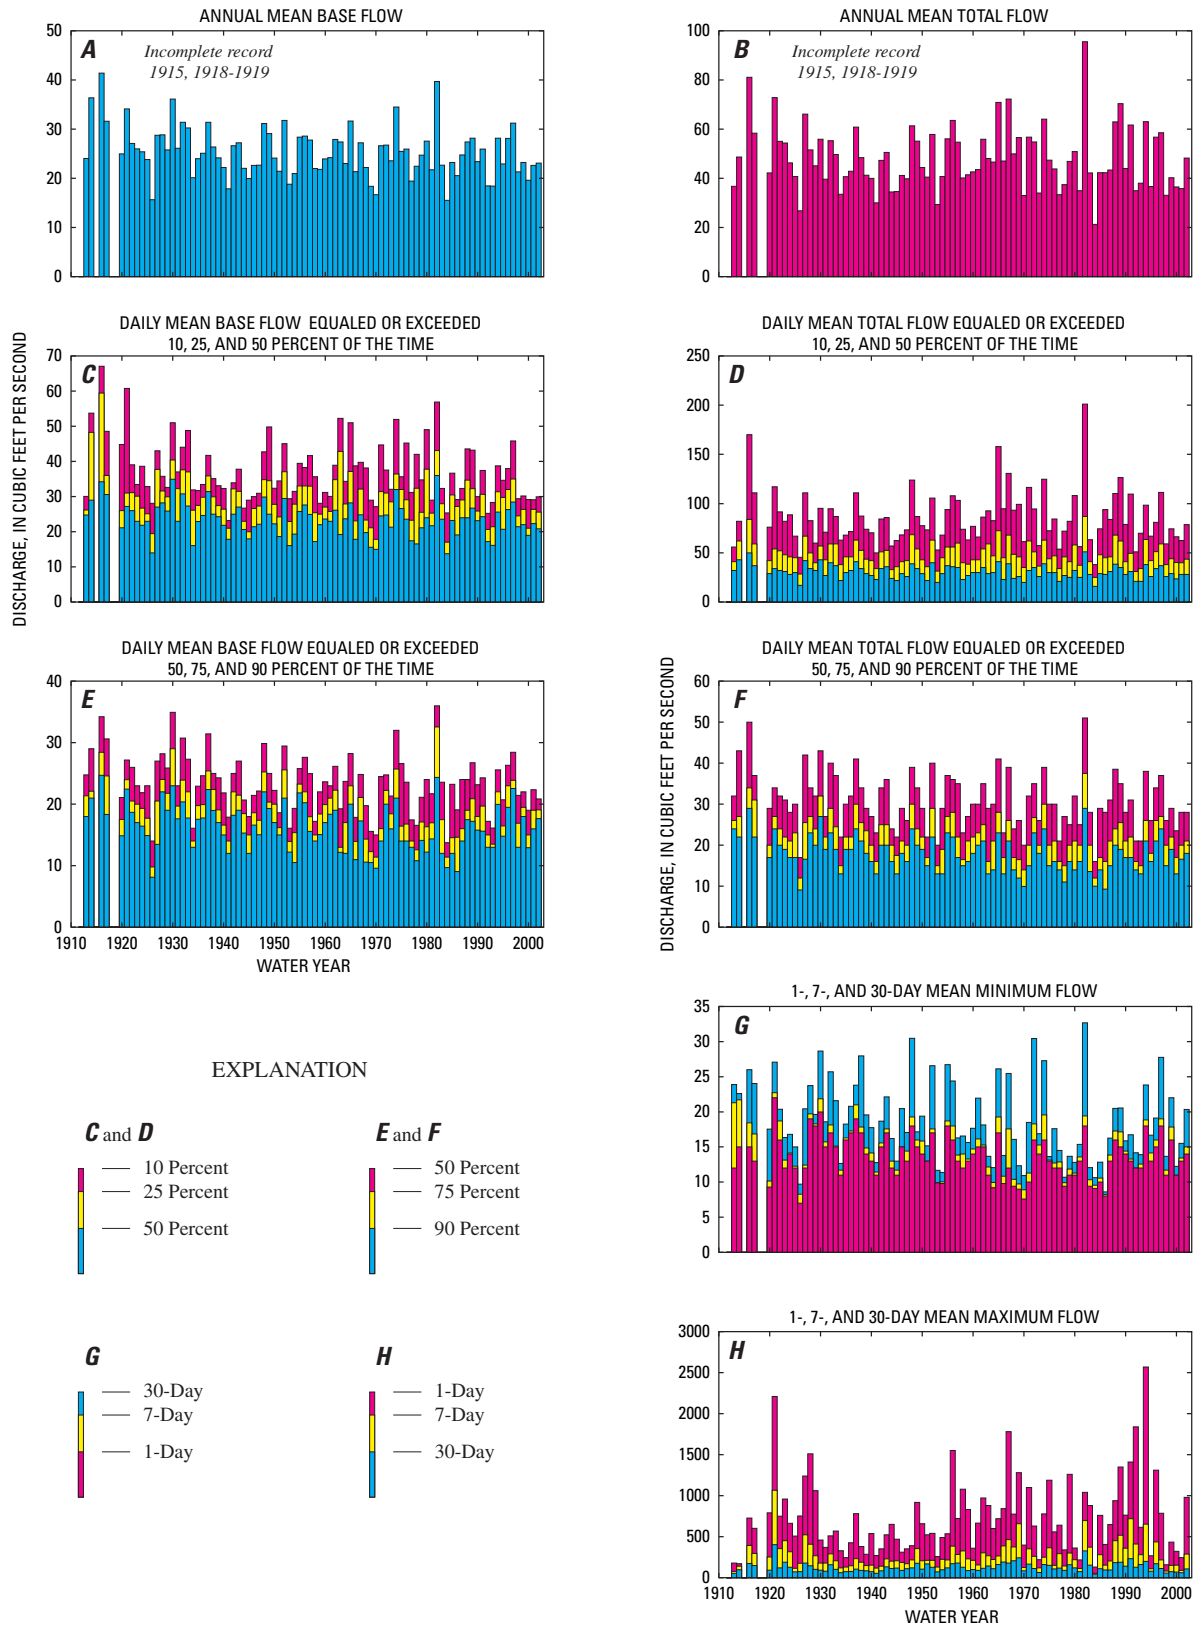 ANNUAL MEAN BASE FLOW
50
40
30
20
10
0
A
Incomplete record
1915, 1918-1919
ANNUAL MEAN TOTAL FLOW
100
80
60
40
20
0
B
Incomplete record
1915, 1918-1919
DISCHARGE, IN CUBIC FEET PER SECOND
DAILY MEAN BASE FLOW EQUALED OR EXCEEDED
10, 25, AND 50 PERCENT OF THE TIME
70
60
50
40
30
20
10
0
C
DAILY MEAN TOTAL FLOW EQUALED OR EXCEEDED
10, 25, AND 50 PERCENT OF THE TIME
250
200
150
100
50
0
D
DAILY MEAN BASE FLOW EQUALED OR EXCEEDED
50, 75, AND 90 PERCENT OF THE TIME
40
30
20
10
0
E
1910 1920 1930 1940 1950 1960 1970 1980 1990 2000
WATER YEAR
DISCHARGE, IN CUBIC FEET PER SECOND
DAILY MEAN TOTAL FLOW EQUALED OR EXCEEDED
50, 75, AND 90 PERCENT OF THE TIME
60
50
40
30
20
10
0
F
1-, 7-, AND 30-DAY MEAN MINIMUM FLOW
35
30
25
20
15
10
5
0
G
EXPLANATION
C and D
10 Percent
25 Percent
50 Percent
E and F
50 Percent
75 Percent
90 Percent
G
30-Day
7-Day
1-Day
H
1-Day
7-Day
30-Day
1-, 7-, AND 30-DAY MEAN MAXIMUM FLOW
3000
2500
2000
1500
1000
500
0
H
1910 1920 1930 1940 1950 1960 1970 1980 1990 2000
WATER YEAR